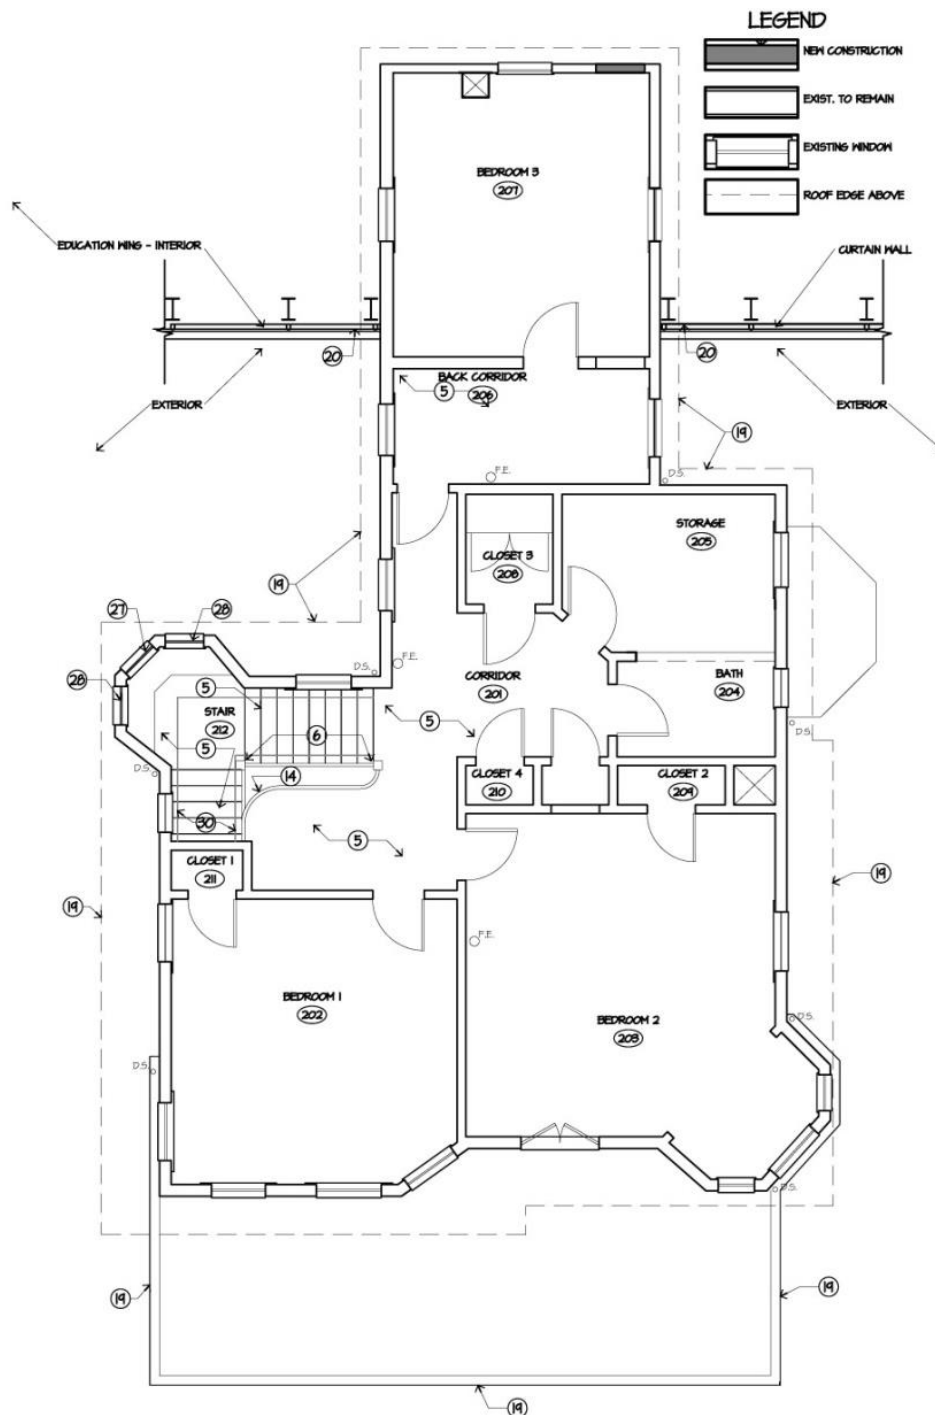 LEGEND
NEW CONSTRUCTION
EXIST. TO REMAIN
EXISTING WINDOW
ROOF EDGE ABOVE
BEDROOM 3
207
EDUCATION WING - INTERIOR
CURTAIN WALL
20
20
BACK CORRIDOR
5
206
EXTERIOR
EXTERIOR
19
F.E.
D.S.
STORAGE
205
CLOSET 3
208
19
27
28
F.E.
D.S.
CORRIDOR
201
BATH
204
28
5
STAIR
212
5
6
5
D.S.
D.S.
14
CLOSET 4
210
CLOSET 2
209
30
5
CLOSET 1
211
19
19
F.E.
BEDROOM 1
202
BEDROOM 2
203
D.S.
D.S.
D.S.
19
19
19